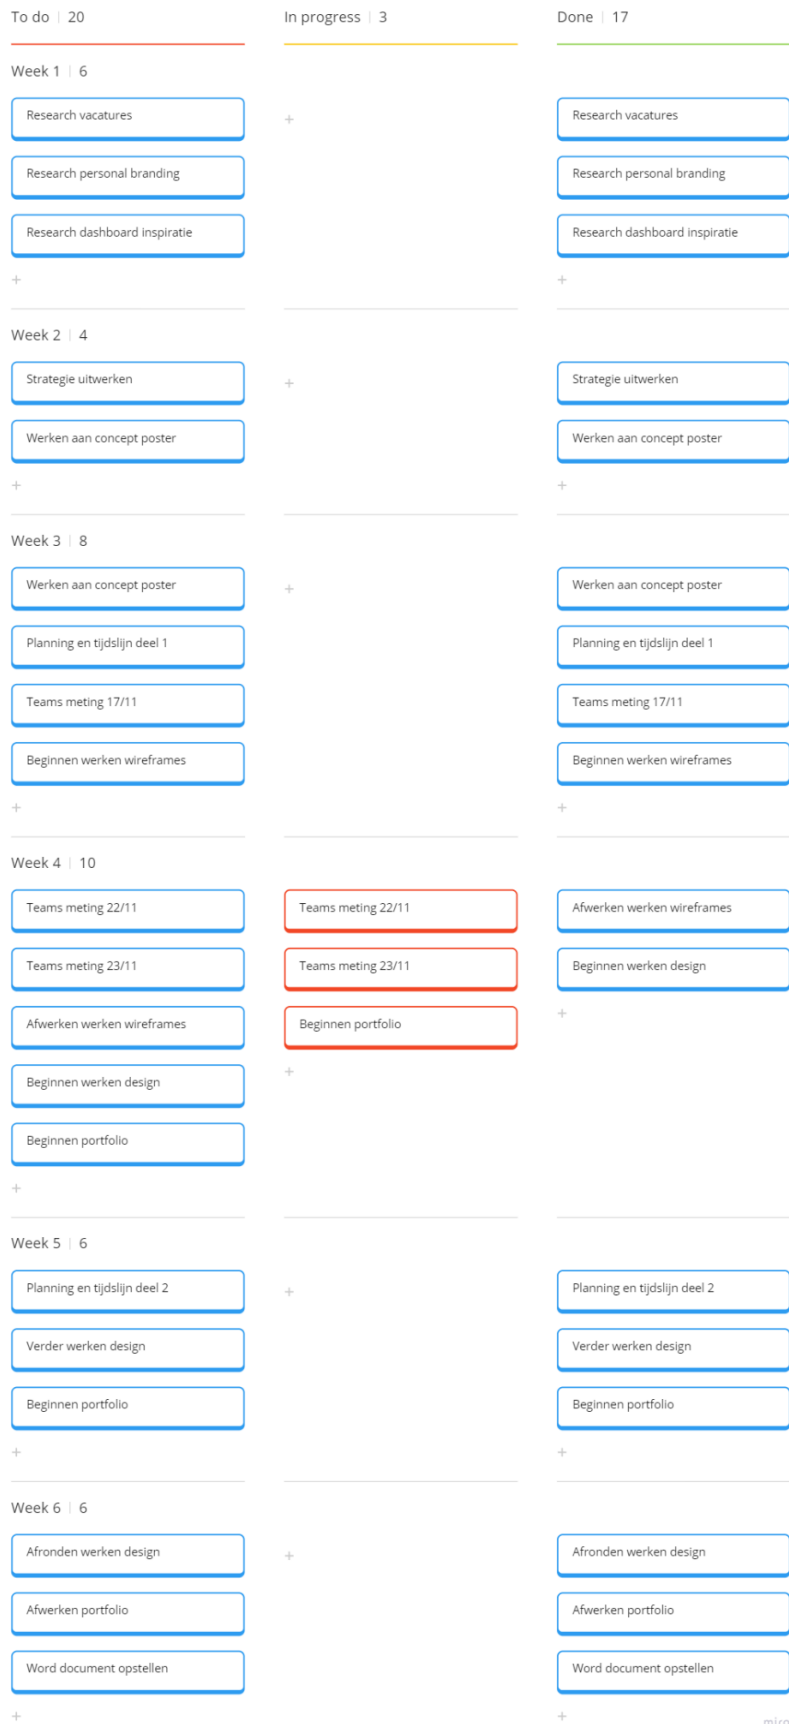 To do | 20
In progress | 3
Done | 17
Week 1 | 6
Research vacatures
+
Research vacatures
Research personal branding
Research personal branding
Research dashboard inspiratie
Research dashboard inspiratie
+
+
Week 2 | 4
Strategie uitwerken
+
Strategie uitwerken
Werken aan concept poster
Werken aan concept poster
+
+
Week 3 | 8
Werken aan concept poster
+
Werken aan concept poster
Planning en tijdslijn deel 1
Planning en tijdslijn deel 1
Teams meting 17/11
Teams meting 17/11
Beginnen werken wireframes
Beginnen werken wireframes
+
+
Week 4 | 10
Teams meting 22/11
Teams meting 22/11
Afwerken werken wireframes
Teams meting 23/11
Teams meting 23/11
Beginnen werken design
Afwerken werken wireframes
Beginnen portfolio
+
Beginnen werken design
+
Beginnen portfolio
+
Week 5 | 6
Planning en tijdslijn deel 2
+
Planning en tijdslijn deel 2
Verder werken design
Verder werken design
Beginnen portfolio
Beginnen portfolio
+
+
Week 6 | 6
Afronden werken design
+
Afronden werken design
Afwerken portfolio
Afwerken portfolio
Word document opstellen
Word document opstellen
+
+
miro